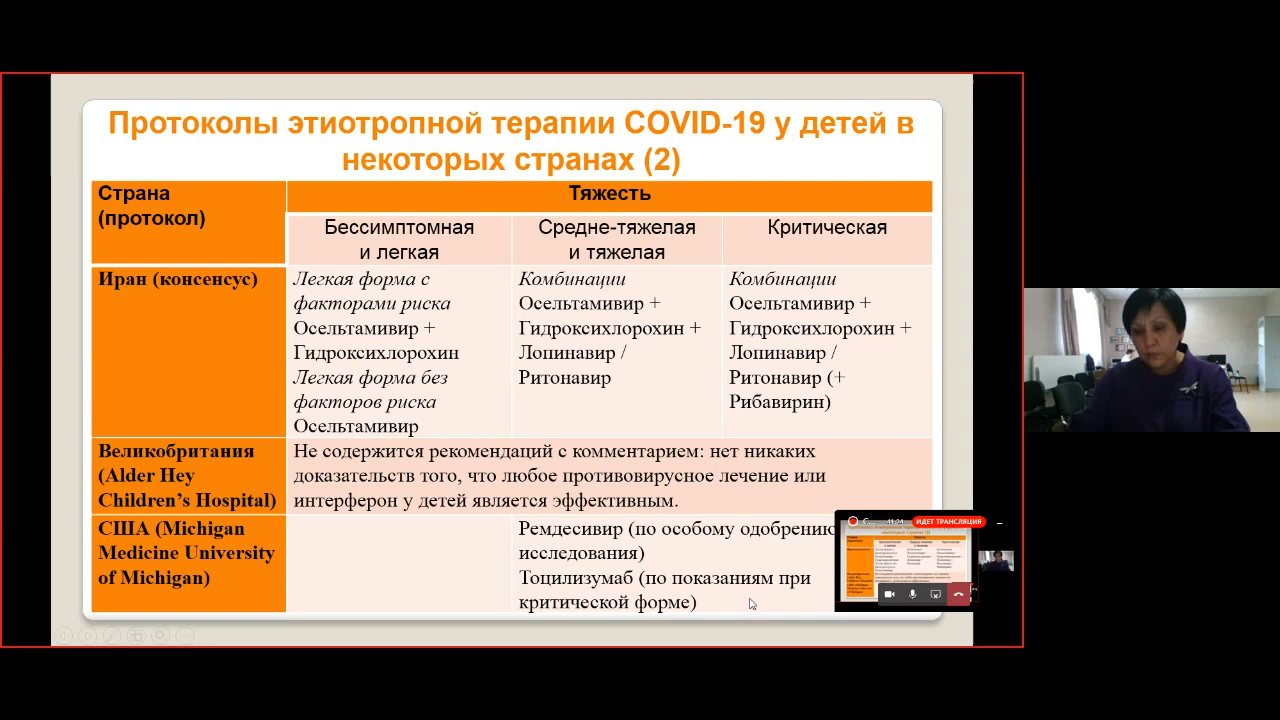 Протоколы этиотропной терапии COVID-19 у детей в
некоторых странах (2)
Страна
(протокол)
Тяжесть
Бессимптомная
и легкая
Средне-тяжелая
и тяжелая
Критическая
Иран (консенсус)
Легкая форма с
факторами риска
Осельтамивир +
Гидроксихлорохин
Легкая форма без
факторов риска
Осельтамивир
Комбинации
Осельтамивир +
Гидроксихлорохин +
Лопинавир /
Ритонавир
Комбинации
Осельтамивир +
Гидроксихлорохин +
Лопинавир /
Ритонавир (+
Рибавирин)
Великобритания
(Alder Hey
Children’s Hospital)
Не содержится рекомендаций с комментарием: нет никаких
доказательств того, что любое противовирусное лечение или
интерферон у детей является эффективным.
США (Michigan
Medicine University
of Michigan)
Ремдесивир (по особому одобрению
исследования)
Тоцилизумаб (по показаниям при
критической форме)
41:24
ИДЕТ ТРАНСЛЯЦИЯ